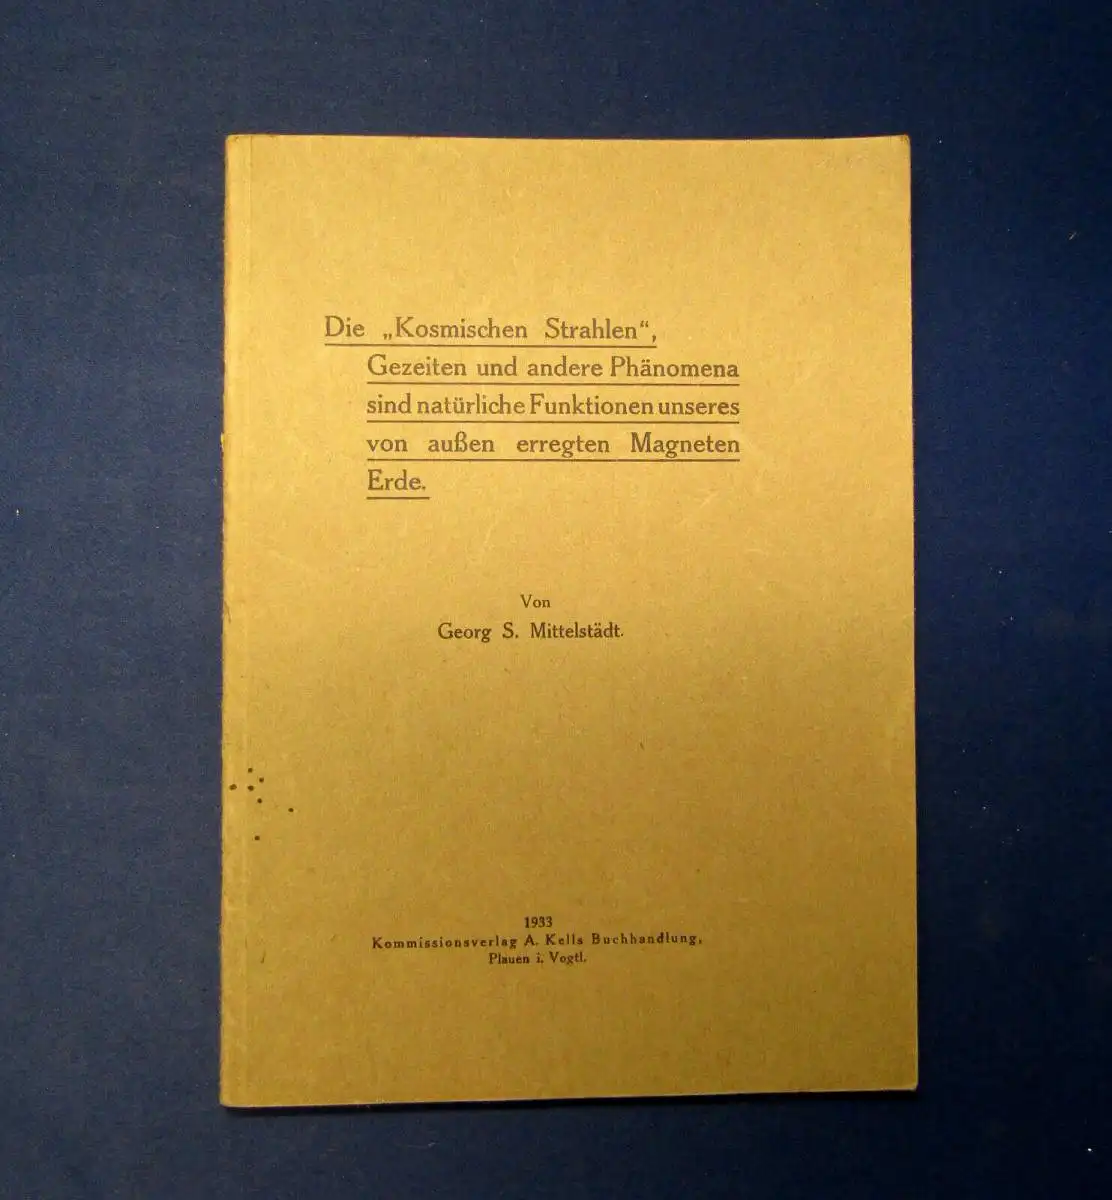 Die „Kosmischen Strahlen“,
Gezeiten und andere Phänomena
sind natürliche Funktionen unseres
von außen erregten Magneten
Erde.
Von
Georg S. Mittelstädt.
1933
Kommissionsverlag A. Kells Buchhandlung,
Plauen i. Vogtl.